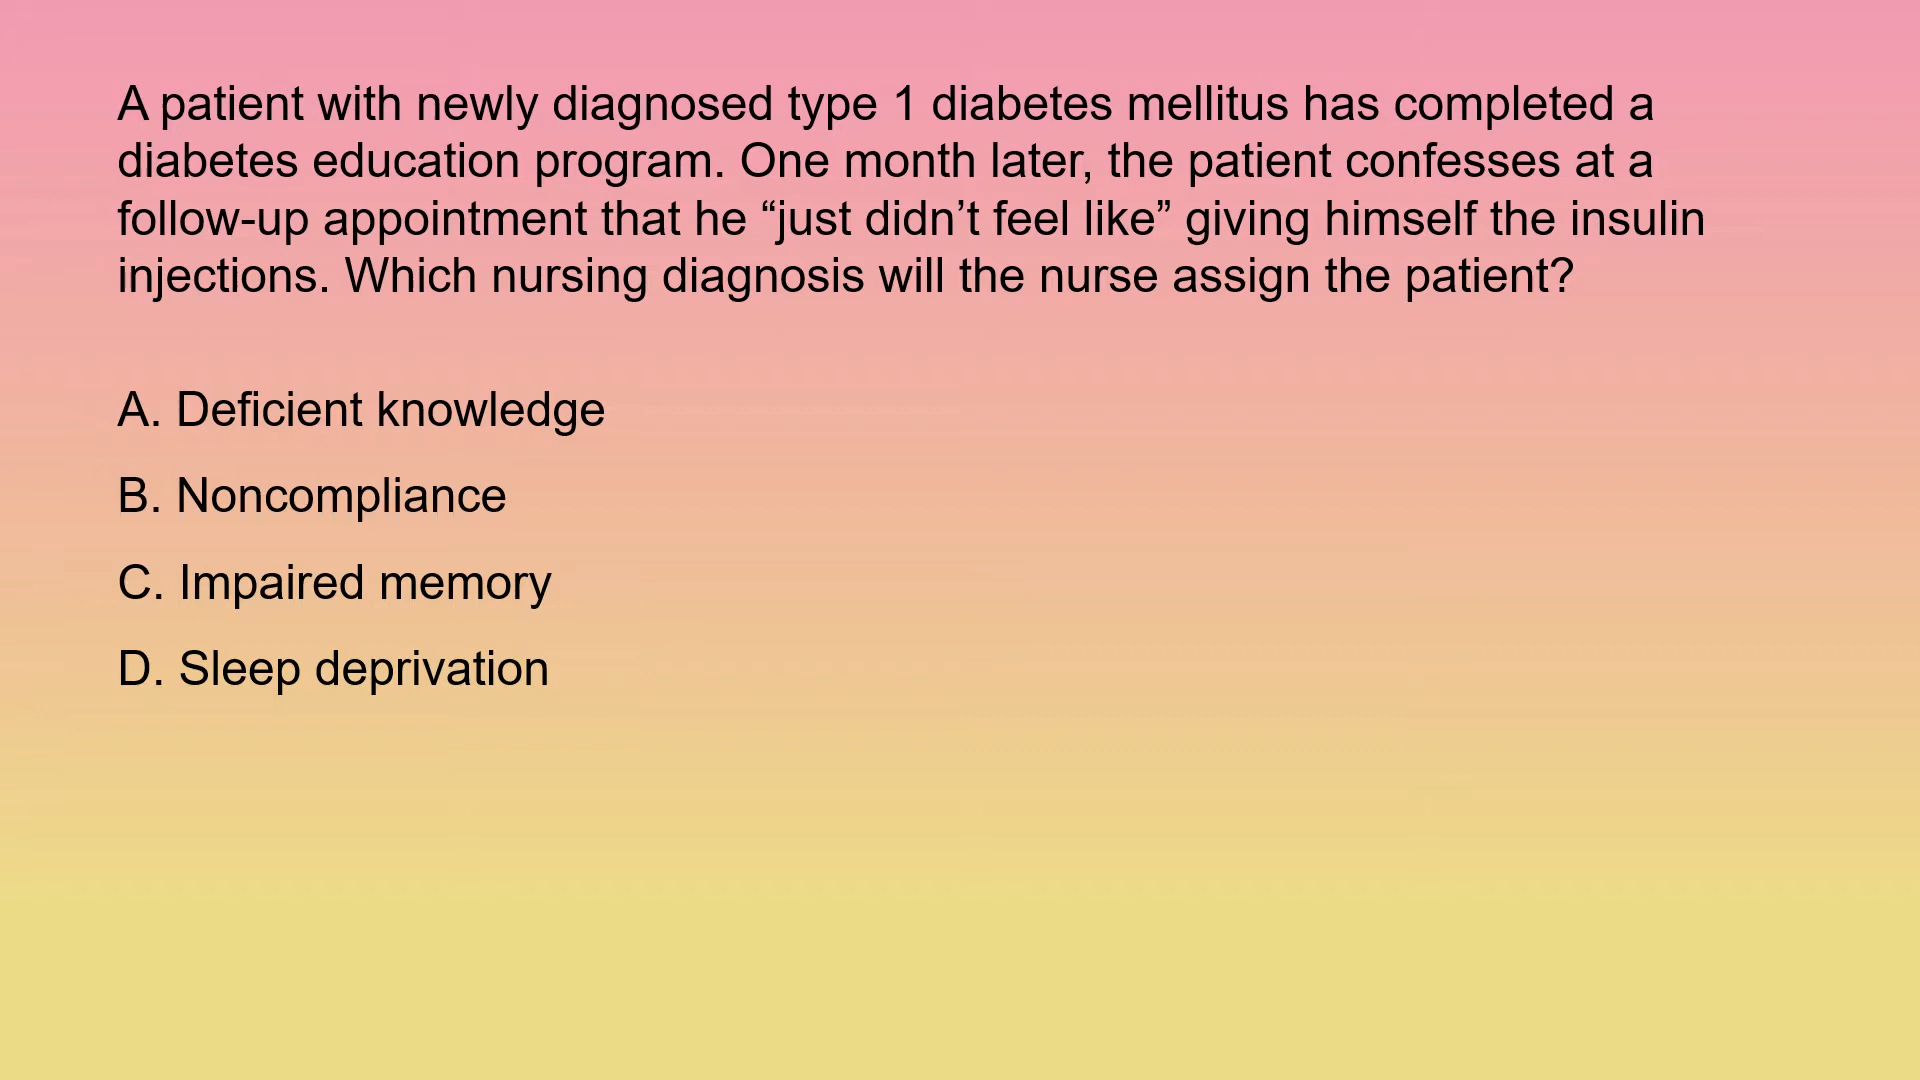 A patient with newly diagnosed type 1 diabetes mellitus has completed a
diabetes education program. One month later, the patient confesses at a
follow-up appointment that he “just didn’t feel like” giving himself the insulin
injections. Which nursing diagnosis will the nurse assign the patient?
A. Deficient knowledge
B. Noncompliance
C. Impaired memory
D. Sleep deprivation